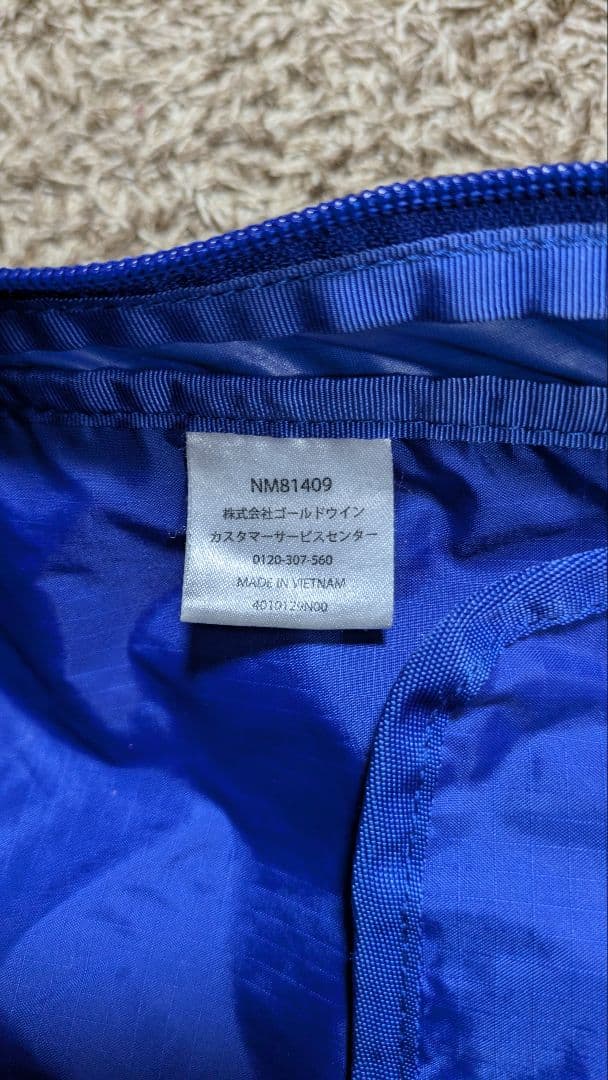 NM81409
株式会社ゴールドウイン
カスタマーサービスセンター
0120-307-560
MADE IN VIETNAM
4010129N00